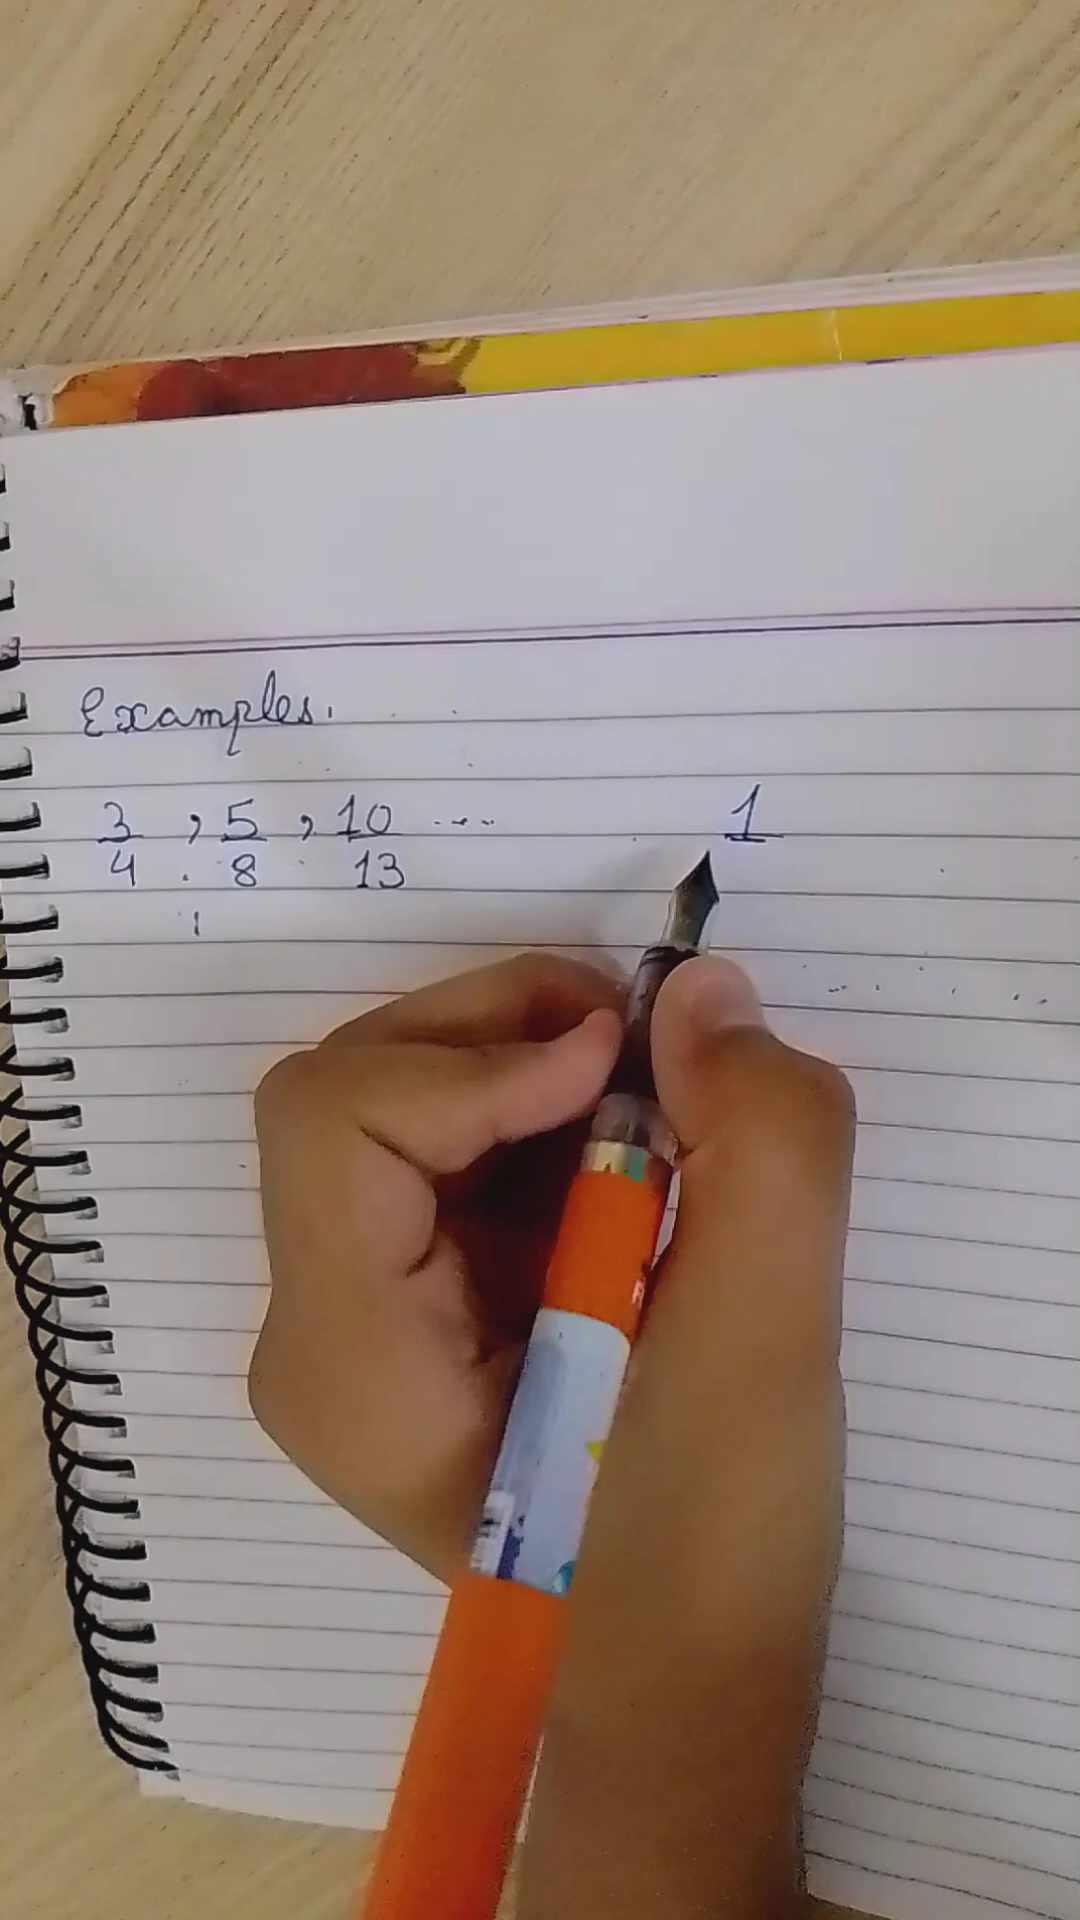 Examples.
3/4 , 5/8 , 10/13 ....  1/